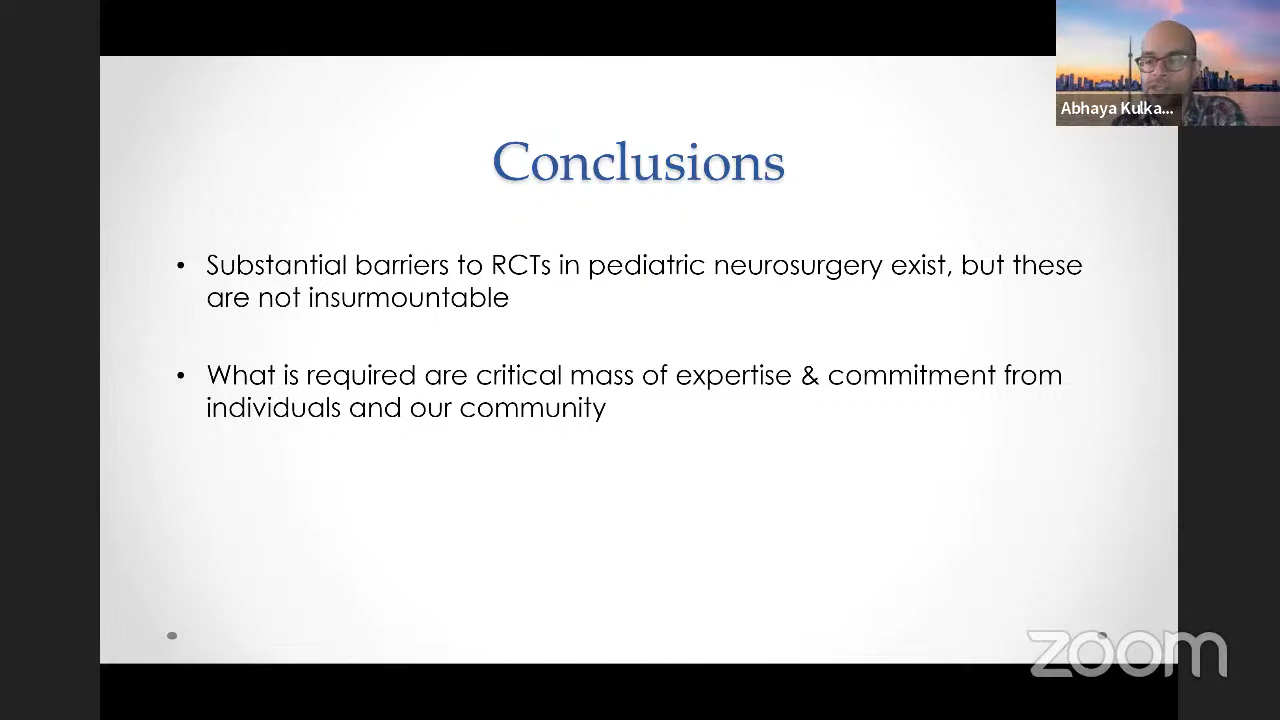 Abhaya Kulka...
Conclusions
• Substantial barriers to RCTs in pediatric neurosurgery exist, but these
are not insurmountable
• What is required are critical mass of expertise & commitment from
individuals and our community
zoom